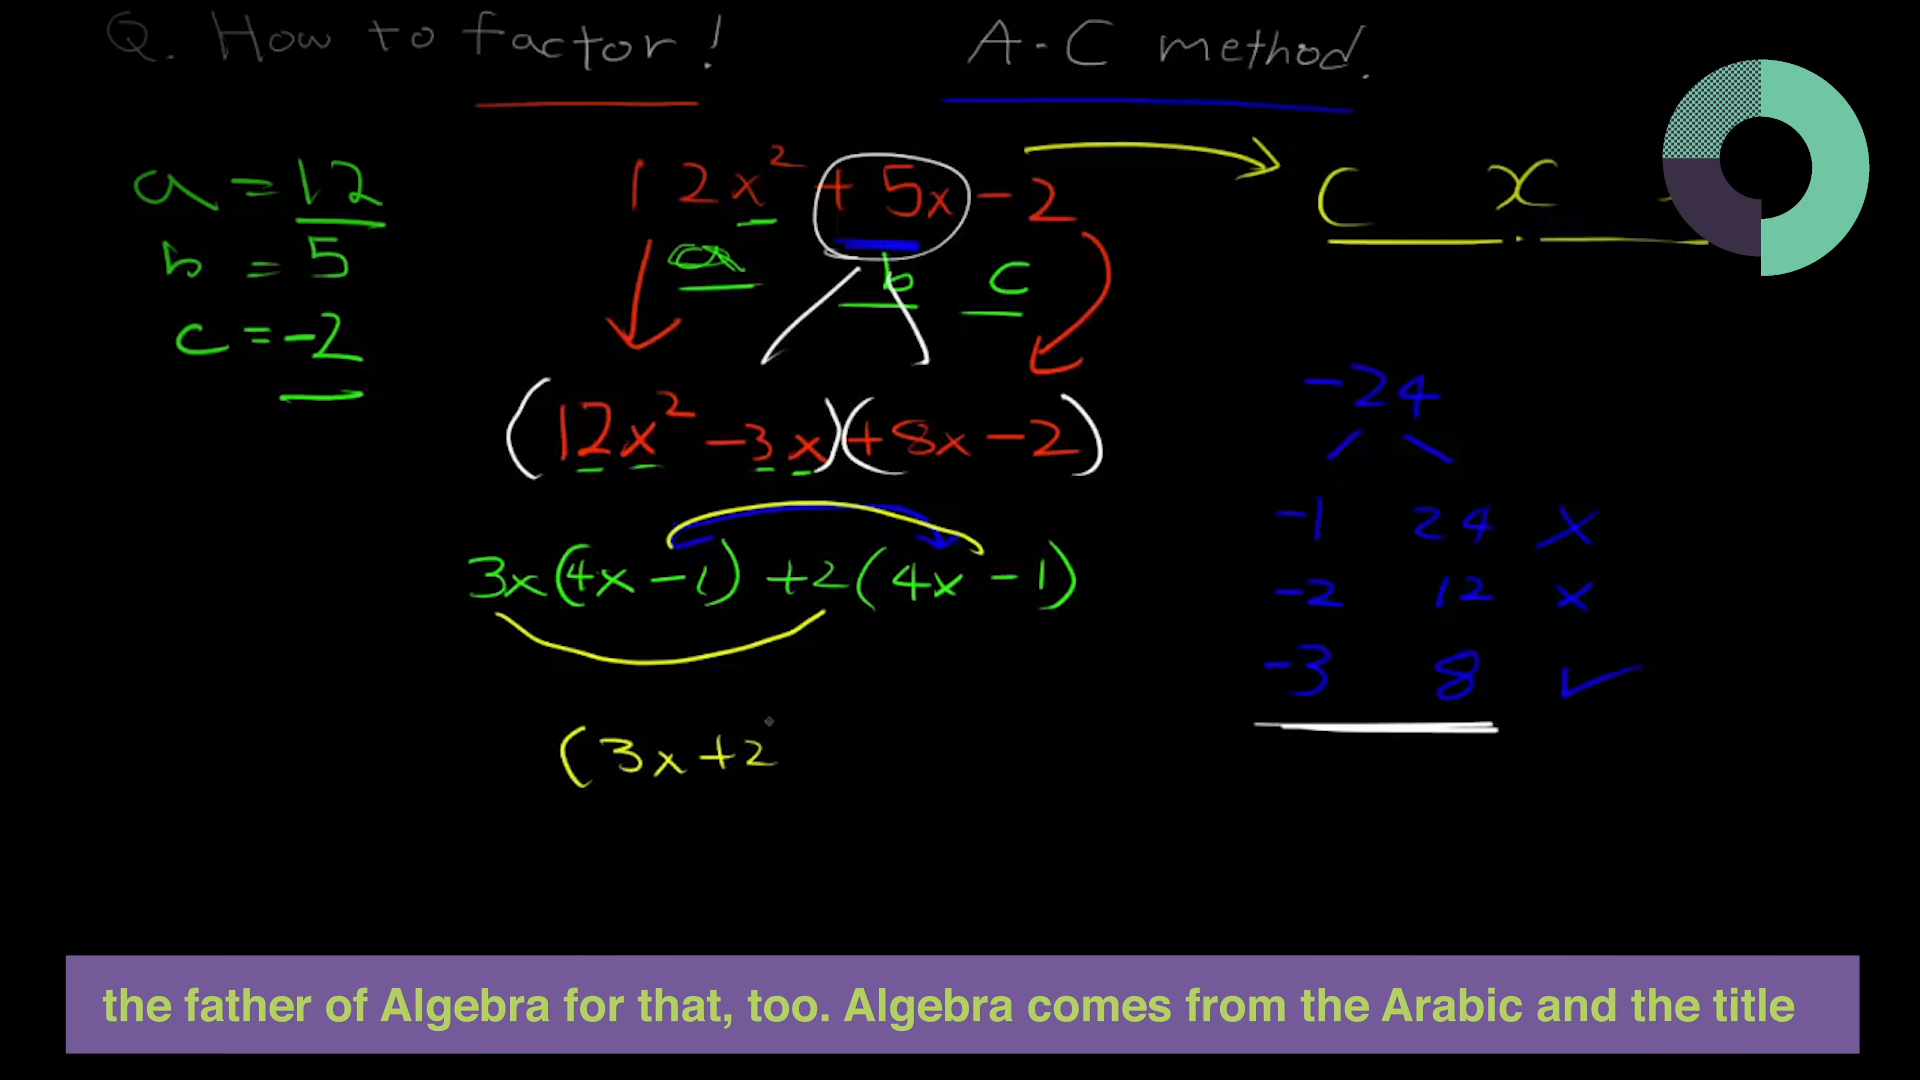 Q. How to factor! A-C method.
a = 12
b = 5
c = -2
12x² + 5x - 2
a b c
C x
(12x² - 3x)(+ 8x - 2)
3x(4x - 1) + 2(4x - 1)
(3x + 2
-24
-1 24 x
-2 12 x
-3 8 ✓
the father of Algebra for that, too. Algebra comes from the Arabic and the title